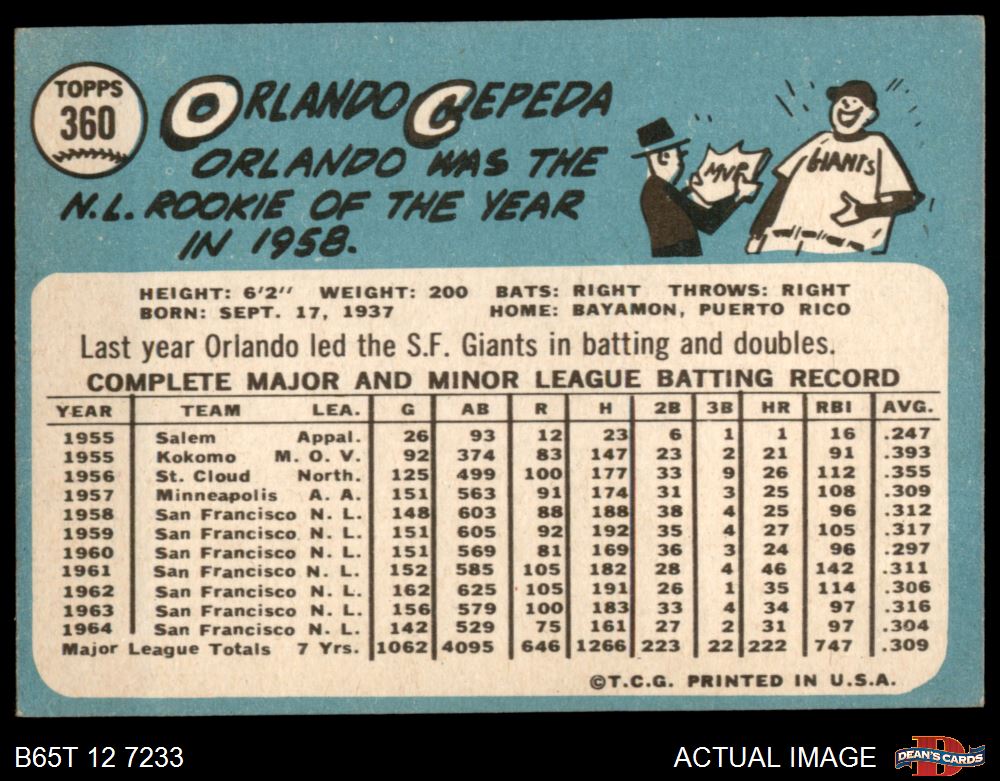 TOPPS
360
ORLANDO CEPEDA
ORLANDO WAS THE
N.L. ROOKIE OF THE YEAR
IN 1958.
MVP
GIANTS
HEIGHT: 6'2" WEIGHT: 200 BATS: RIGHT THROWS: RIGHT
BORN: SEPT. 17, 1937 HOME: BAYAMON, PUERTO RICO
Last year Orlando led the S.F. Giants in batting and doubles.
COMPLETE MAJOR AND MINOR LEAGUE BATTING RECORD
YEAR TEAM LEA. G AB R H 2B 3B HR RBI AVG.
1955 Salem Appal. 26 93 12 23 6 1 1 16 .247
1955 Kokomo M. O. V. 92 374 83 147 23 2 21 91 .393
1956 St. Cloud North. 125 499 100 177 33 9 26 112 .355
1957 Minneapolis A. A. 151 563 91 174 31 3 25 108 .309
1958 San Francisco N. L. 148 603 88 188 38 4 25 96 .312
1959 San Francisco N. L. 151 605 92 192 35 4 27 105 .317
1960 San Francisco N. L. 151 569 81 169 36 3 24 96 .297
1961 San Francisco N. L. 152 585 105 182 28 4 46 142 .311
1962 San Francisco N. L. 162 625 105 191 26 1 35 114 .306
1963 San Francisco N. L. 156 579 100 183 33 4 34 97 .316
1964 San Francisco N. L. 142 529 75 161 27 2 31 97 .304
Major League Totals 7 Yrs. 1062 4095 646 1266 223 22 222 747 .309
©T.C.G. PRINTED IN U.S.A.
B65T 12 7233 ACTUAL IMAGE DEAN'S CARDS